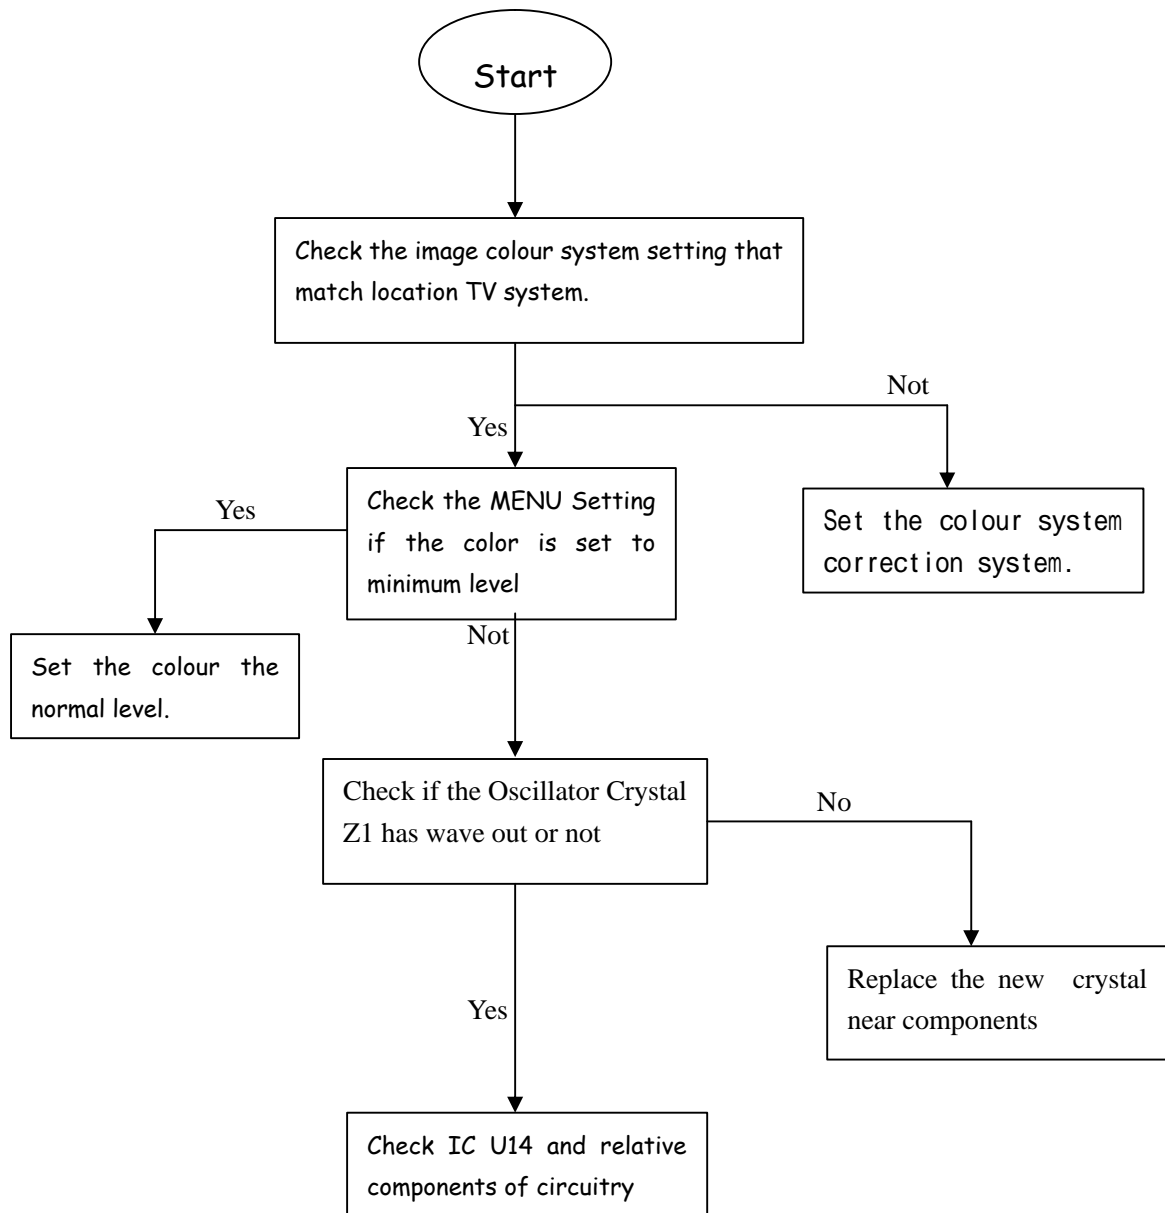 Start
Check the image colour system setting that
match location TV system.
Not
Yes
Check the MENU Setting
if the color is set to
minimum level
Yes
Set the colour system
correction system.
Not
Set the colour the
normal level.
Check if the Oscillator Crystal
Z1 has wave out or not
No
Replace the new crystal
near components
Yes
Check IC U14 and relative
components of circuitry